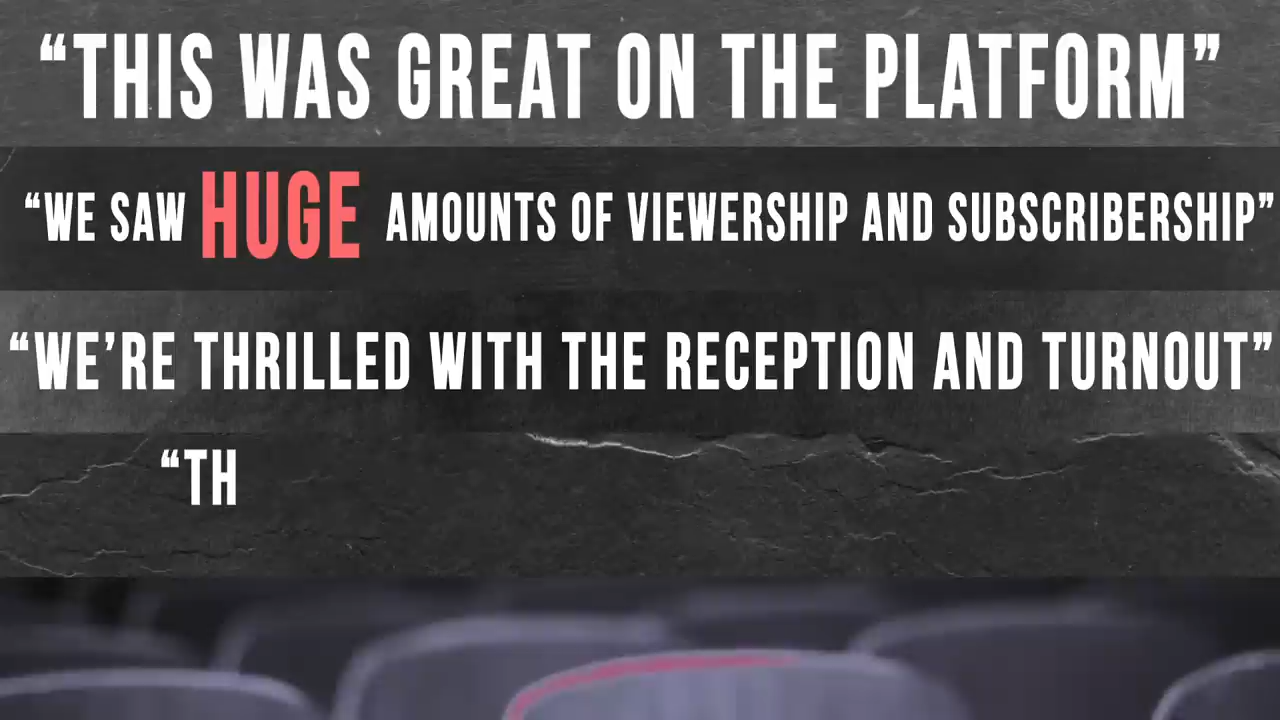 “THIS WAS GREAT ON THE PLATFORM”
“WE SAW HUGE AMOUNTS OF VIEWERSHIP AND SUBSCRIBERSHIP”
“WE’RE THRILLED WITH THE RECEPTION AND TURNOUT”
“TH